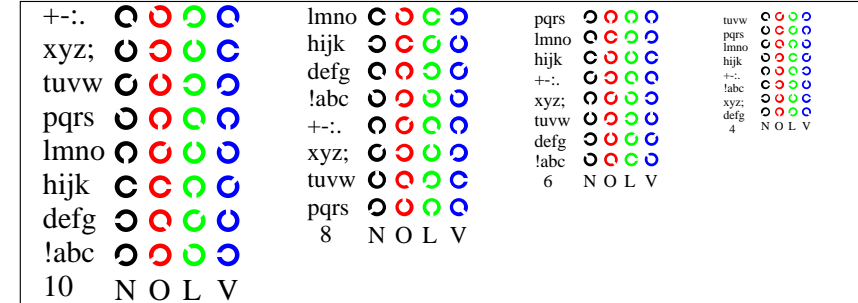 +-:.
xyz;
tuvw
pqrs
lmno
hijk
defg
!abc
10 N O L V
lmno
hijk
defg
!abc
+-:.
xyz;
tuvw
pqrs
8 N O L V
pqrs
lmno
hijk
+-:.
xyz;
tuvw
defg
!abc
6 N O L V
tuvw
pqrs
lmno
hijk
+-:.
!abc
xyz;
defg
4 N O L V